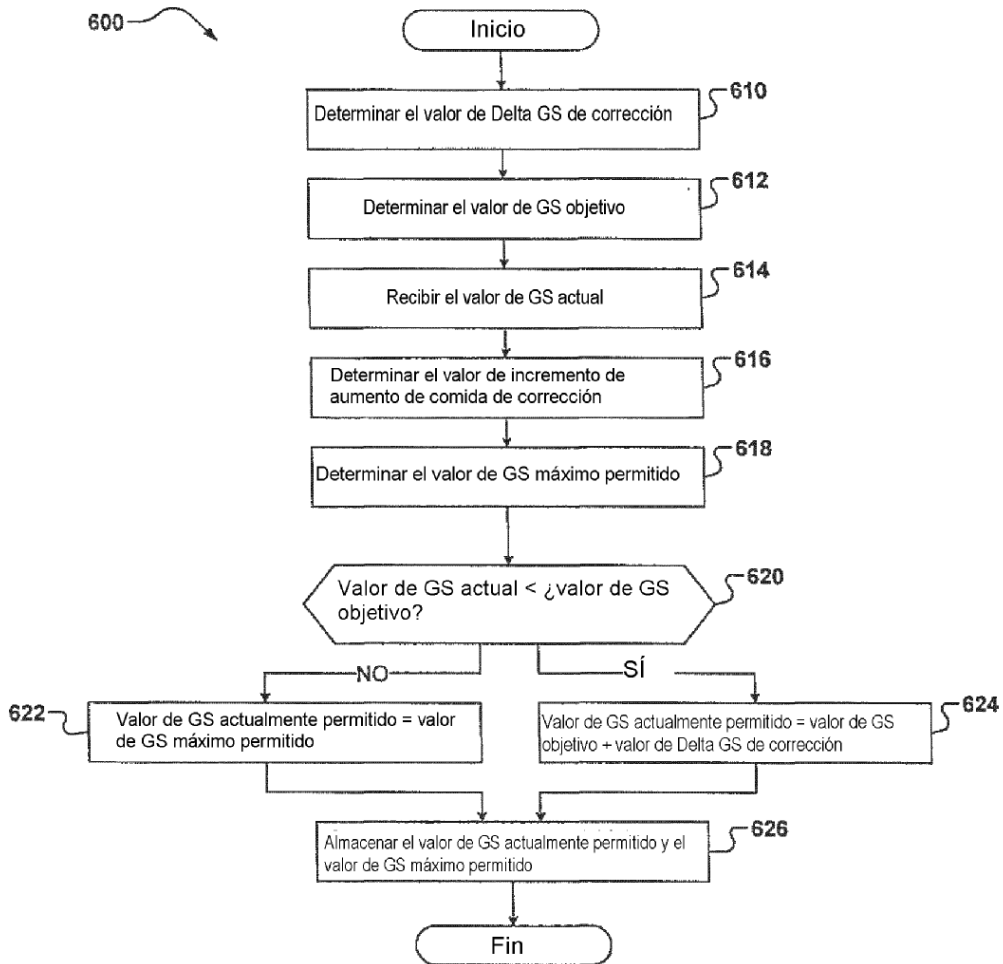 600
Inicio
610
Determinar el valor de Delta GS de corrección
612
Determinar el valor de GS objetivo
614
Recibir el valor de GS actual
616
Determinar el valor de incremento de
aumento de comida de corrección
618
Determinar el valor de GS máximo permitido
620
Valor de GS actual < ¿valor de GS
objetivo?
NO
SÍ
622
Valor de GS actualmente permitido = valor
de GS máximo permitido
624
Valor de GS actualmente permitido = valor de GS
objetivo + valor de Delta GS de corrección
626
Almacenar el valor de GS actualmente permitido y el
valor de GS máximo permitido
Fin